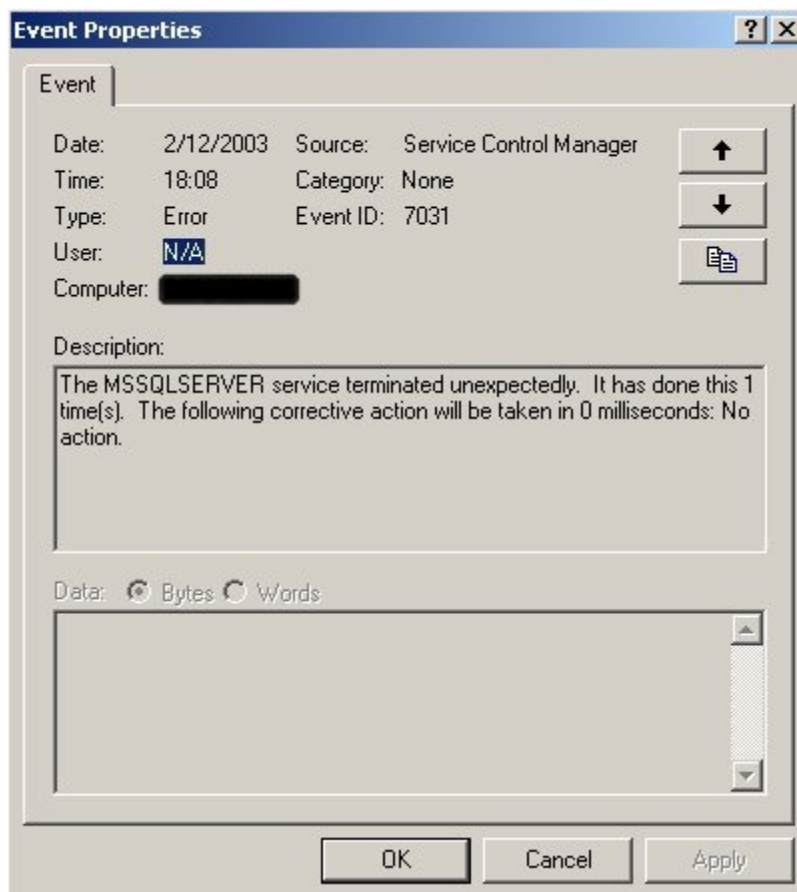 Event Properties
Event
Date: 2/12/2003 Source: Service Control Manager
Time: 18:08 Category: None
Type: Error Event ID: 7031
User: N/A
Computer:
Description:
The MSSQLSERVER service terminated unexpectedly. It has done this 1
time(s). The following corrective action will be taken in 0 milliseconds: No
action.
Data: Bytes Words
OK Cancel Apply